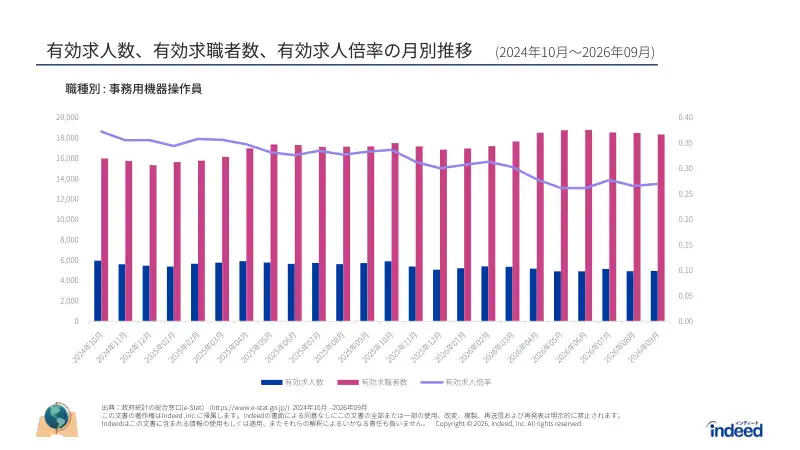 有効求人数、有効求職者数、有効求人倍率の月別推移 (2024年10月～2026年09月)
職種別 : 事務用機器操作員
20,000
18,000
16,000
14,000
12,000
10,000
8,000
6,000
4,000
2,000
0
0.40
0.35
0.30
0.25
0.20
0.15
0.10
0.05
0.00
2024年10月
2024年11月
2024年12月
2025年01月
2025年02月
2025年03月
2025年04月
2025年05月
2025年06月
2025年07月
2025年08月
2025年09月
2025年10月
2025年11月
2025年12月
2026年01月
2026年02月
2026年03月
2026年04月
2026年05月
2026年06月
2026年07月
2026年08月
2026年09月
有効求人数 有効求職者数 有効求人倍率
出典：政府統計の総合窓口(e-Stat) (https://www.e-stat.go.jp/) 2024年10月 –2026年09月
この文書の著作権はIndeed ,Inc.に帰属します。Indeedの書面による同意なしにこの文書の全部または一部の使用、改変、複製、再送信および再発表は明示的に禁止されます。
Indeedはこの文書に含まれる情報の使用もしくは適用、またそれらの解釈によるいかなる責任も負いません。 Copyright © 2026, Indeed, Inc. All rights reserved.
インディード
indeed